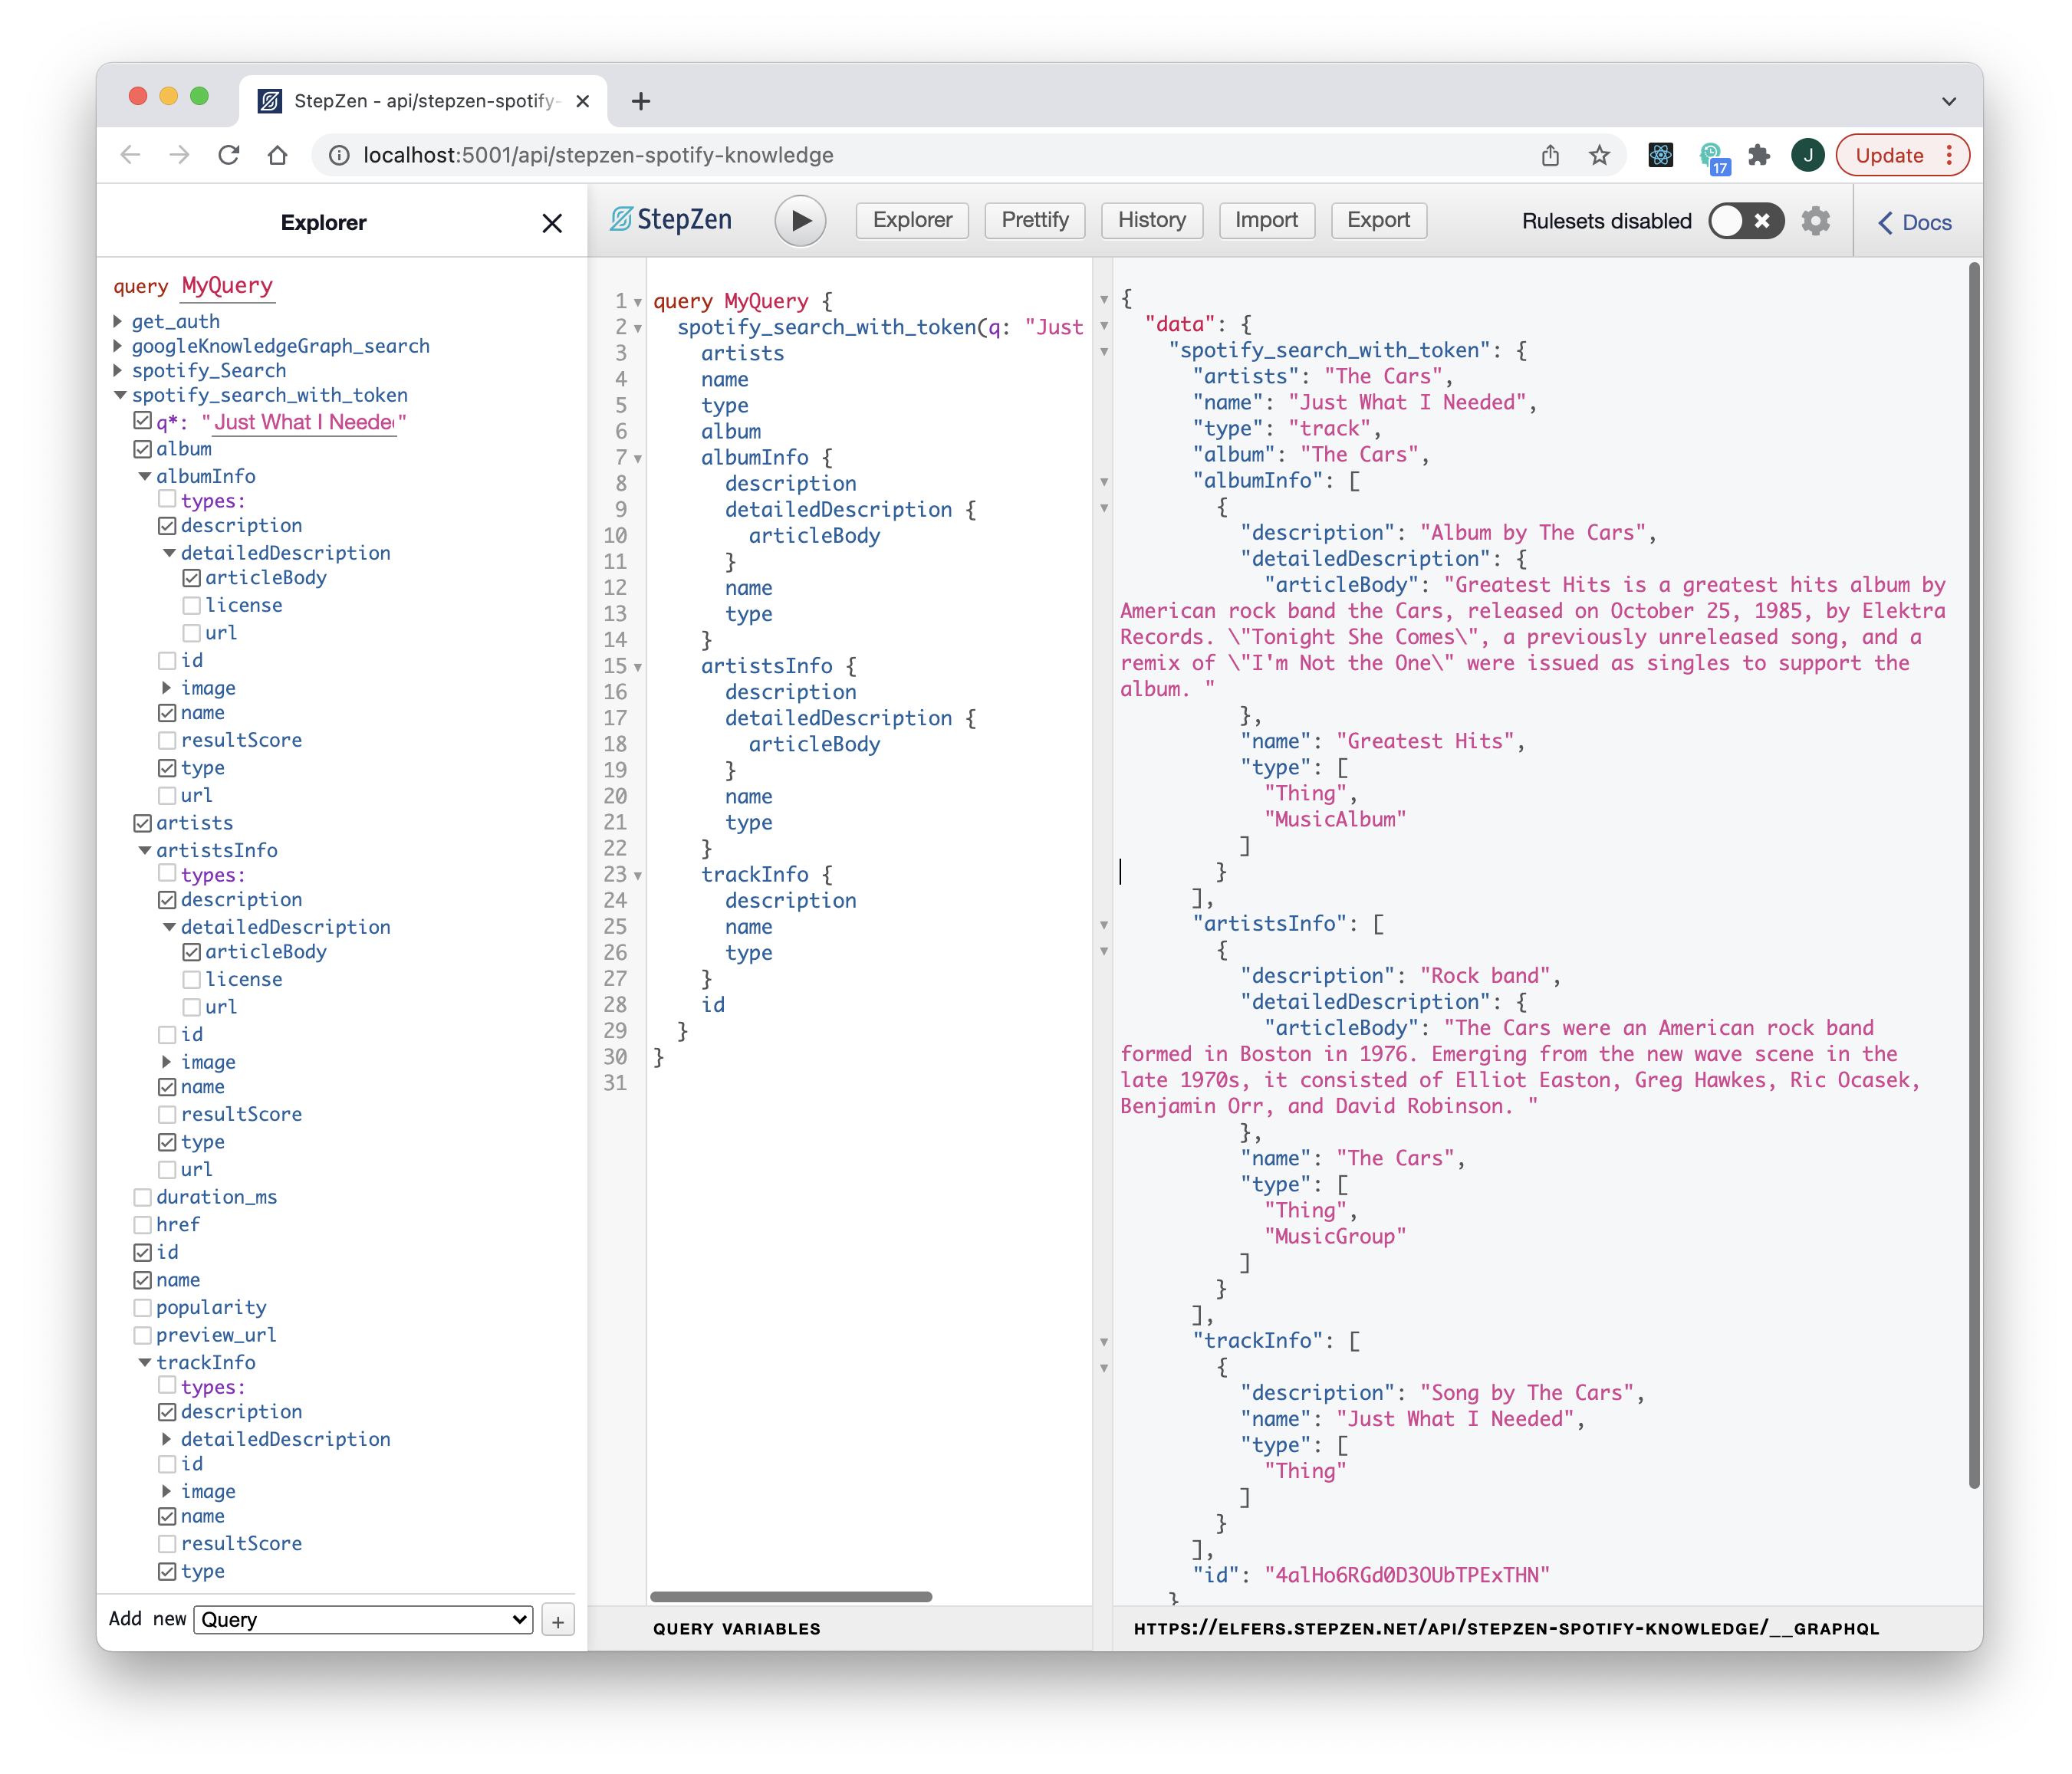 StepZen - api/stepzen-spotify-
localhost:5001/api/stepzen-spotify-knowledge
17
J
Update
Explorer
StepZen
Explorer
Prettify
History
Import
Export
Rulesets disabled
Docs
query MyQuery
get_auth
googleKnowledgeGraph_search
spotify_Search
spotify_search_with_token
q*: "Just What I Neede"
album
albumInfo
types:
description
detailedDescription
articleBody
license
url
id
image
name
resultScore
type
url
artists
artistsInfo
types:
description
detailedDescription
articleBody
license
url
id
image
name
resultScore
type
url
duration_ms
href
id
name
popularity
preview_url
trackInfo
types:
description
detailedDescription
id
image
name
resultScore
type
Add new Query +
1 query MyQuery {
2 spotify_search_with_token(q: "Just
3 artists
4 name
5 type
6 album
7 albumInfo {
8 description
9 detailedDescription {
10 articleBody
11 }
12 name
13 type
14 }
15 artistsInfo {
16 description
17 detailedDescription {
18 articleBody
19 }
20 name
21 type
22 }
23 trackInfo {
24 description
25 name
26 type
27 }
28 id
29 }
30 }
31
QUERY VARIABLES
{
"data": {
"spotify_search_with_token": {
"artists": "The Cars",
"name": "Just What I Needed",
"type": "track",
"album": "The Cars",
"albumInfo": [
{
"description": "Album by The Cars",
"detailedDescription": {
"articleBody": "Greatest Hits is a greatest hits album by
American rock band the Cars, released on October 25, 1985, by Elektra
Records. \"Tonight She Comes\", a previously unreleased song, and a
remix of \"I'm Not the One\" were issued as singles to support the
album. "
},
"name": "Greatest Hits",
"type": [
"Thing",
"MusicAlbum"
]
}
],
"artistsInfo": [
{
"description": "Rock band",
"detailedDescription": {
"articleBody": "The Cars were an American rock band
formed in Boston in 1976. Emerging from the new wave scene in the
late 1970s, it consisted of Elliot Easton, Greg Hawkes, Ric Ocasek,
Benjamin Orr, and David Robinson. "
},
"name": "The Cars",
"type": [
"Thing",
"MusicGroup"
]
}
],
"trackInfo": [
{
"description": "Song by The Cars",
"name": "Just What I Needed",
"type": [
"Thing"
]
}
],
"id": "4alHo6RGd0D3OUbTPExTHN"
}
HTTPS://ELFERS.STEPZEN.NET/API/STEPZEN-SPOTIFY-KNOWLEDGE/__GRAPHQL